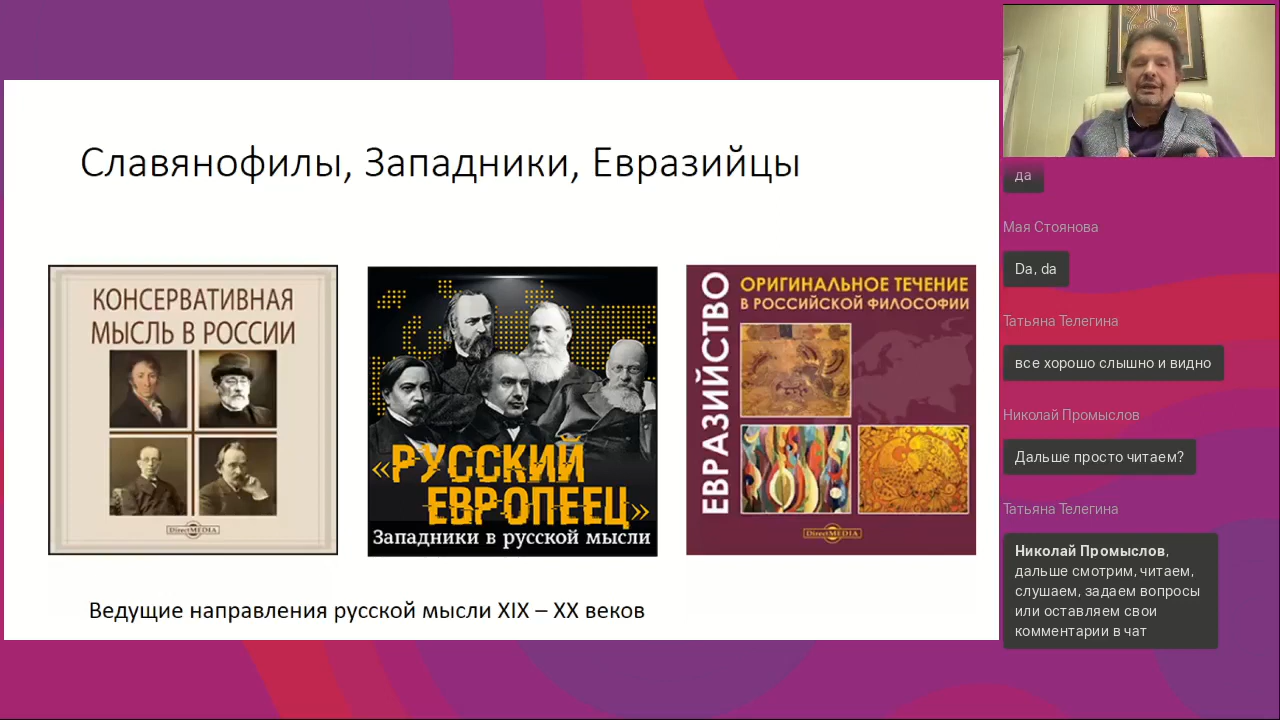 Славянофилы, Западники, Евразийцы
КОНСЕРВАТИВНАЯ
МЫСЛЬ В РОССИИ
DirectMEDIA
«РУССКИЙ
ЕВРОПЕЕЦ»
Западники в русской мысли
ЕВРАЗИЙСТВО
ОРИГИНАЛЬНОЕ ТЕЧЕНИЕ
В РОССИЙСКОЙ ФИЛОСОФИИ
DirectMEDIA
Ведущие направления русской мысли XIX – XX веков
да
Мая Стоянова
Da, da
Татьяна Телегина
все хорошо слышно и видно
Николай Промыслов
Дальше просто читаем?
Татьяна Телегина
Николай Промыслов,
дальше смотрим, читаем,
слушаем, задаем вопросы
или оставляем свои
комментарии в чат